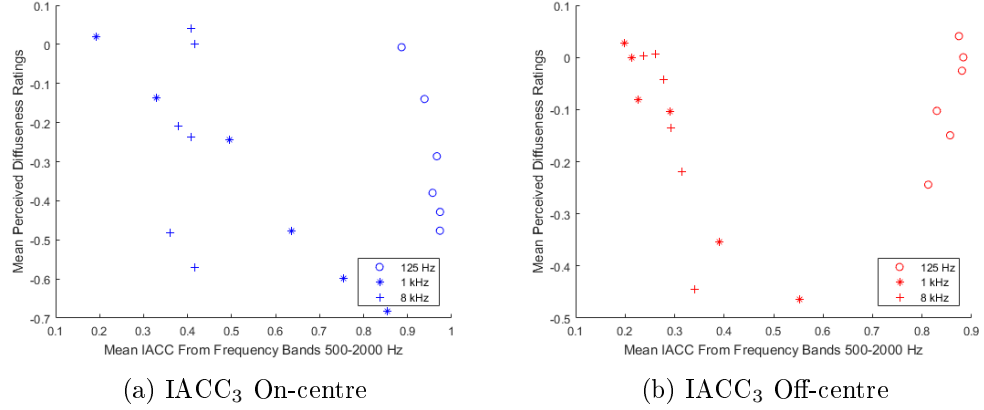 0.1
0
-0.1
-0.2
-0.3
-0.4
-0.5
-0.6
-0.7
Mean Perceived Diffuseness Ratings
0.1 0.2 0.3 0.4 0.5 0.6 0.7 0.8 0.9 1
Mean IACC From Frequency Bands 500-2000 Hz
125 Hz
1 kHz
8 kHz
(a) IACC₃ On-centre
0.1
0
-0.1
-0.2
-0.3
-0.4
-0.5
Mean Perceived Diffuseness Ratings
0.1 0.2 0.3 0.4 0.5 0.6 0.7 0.8 0.9
Mean IACC From Frequency Bands 500-2000 Hz
125 Hz
1 kHz
8 kHz
(b) IACC₃ Off-centre